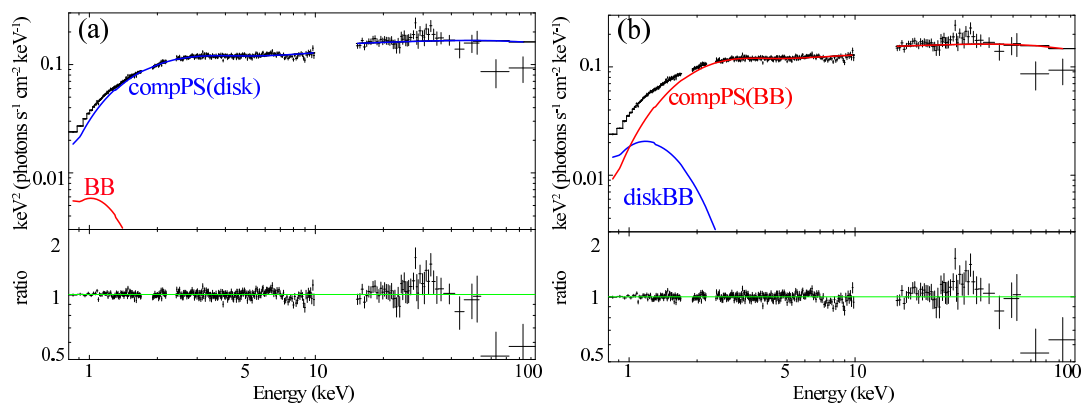 (a)
0.1
0.01
keV² (photons s⁻¹ cm⁻² keV⁻¹)
compPS(disk)
BB
2
1
0.5
ratio
1
10
100
Energy (keV)
(b)
0.1
0.01
keV² (photons s⁻¹ cm⁻² keV⁻¹)
compPS(BB)
diskBB
2
1
0.5
ratio
1
10
100
Energy (keV)